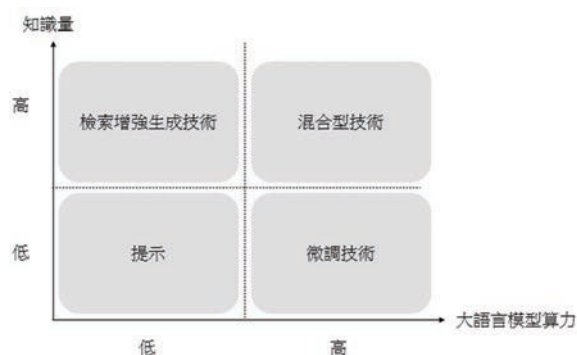 知識量
高
檢索增強生成技術
混合型技術
低
提示
微調技術
大語言模型算力
低
高